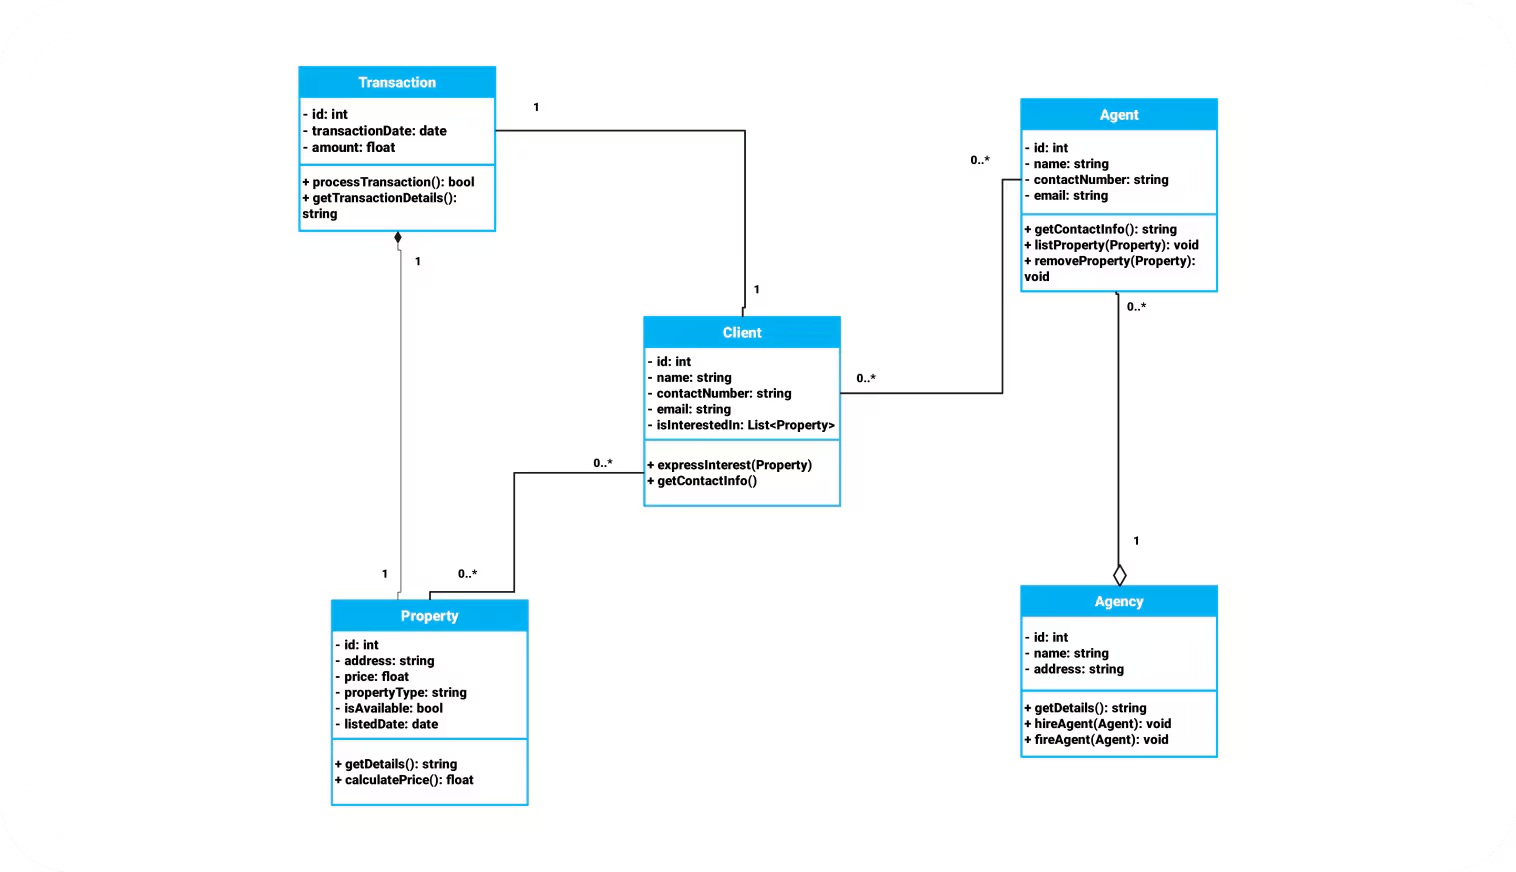 Transaction
- id: int
- transactionDate: date
- amount: float
+ processTransaction(): bool
+ getTransactionDetails():
string
1
1
1
1
0..*
0..*
Agent
- id: int
- name: string
- contactNumber: string
- email: string
+ getContactInfo(): string
+ listProperty(Property): void
+ removeProperty(Property):
void
0..*
0..*
Client
- id: int
- name: string
- contactNumber: string
- email: string
- isInterestedIn: List<Property>
+ expressInterest(Property)
+ getContactInfo()
0..*
1
Property
- id: int
- address: string
- price: float
- propertyType: string
- isAvailable: bool
- listedDate: date
+ getDetails(): string
+ calculatePrice(): float
Agency
- id: int
- name: string
- address: string
+ getDetails(): string
+ hireAgent(Agent): void
+ fireAgent(Agent): void